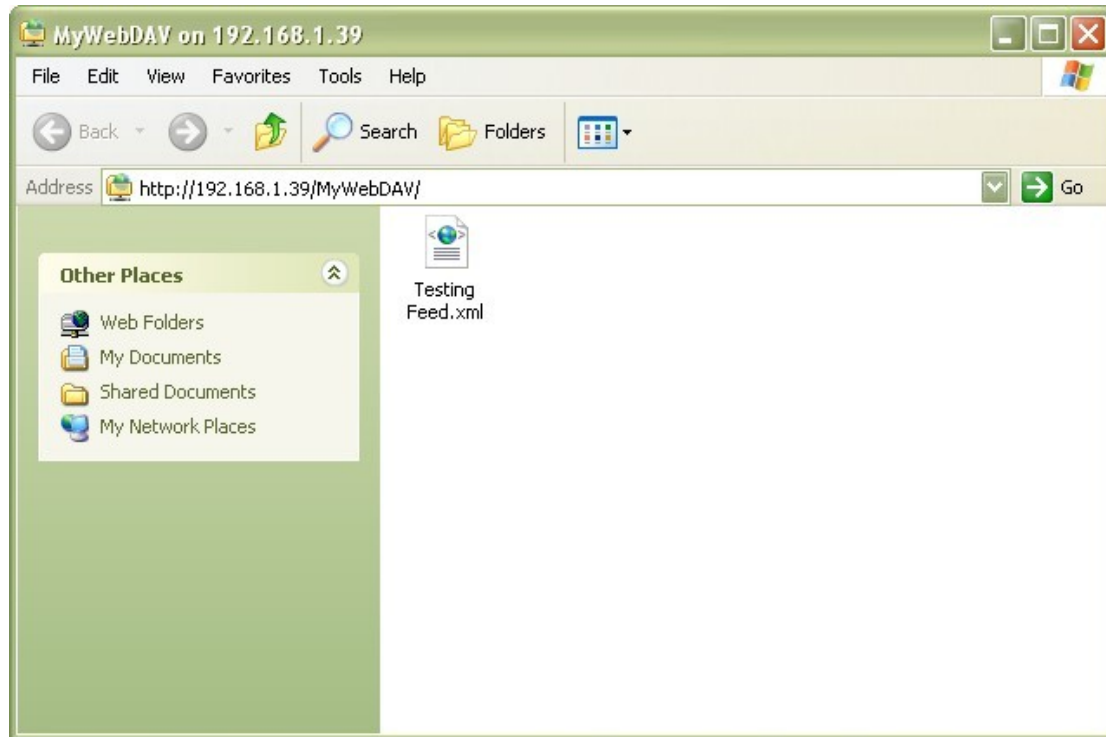 MyWebDAV on 192.168.1.39
File Edit View Favorites Tools Help
Back Search Folders
Address http://192.168.1.39/MyWebDAV/ Go
Other Places
Web Folders
My Documents
Shared Documents
My Network Places
Testing
Feed.xml